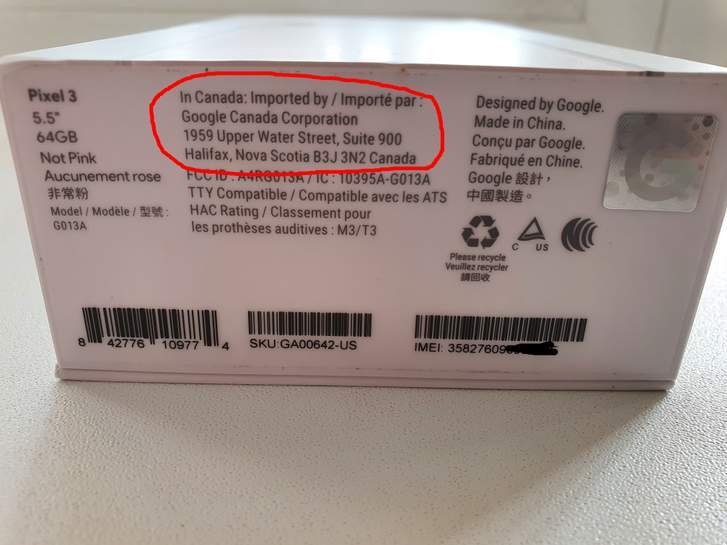 Pixel 3
5.5"
64GB
Not Pink
Aucunement rose
非常粉
Model / Modèle / 型號 :
G013A
In Canada: Imported by / Importé par :
Google Canada Corporation
1959 Upper Water Street, Suite 900
Halifax, Nova Scotia B3J 3N2 Canada
FCC ID : A4RG013A / IC : 10395A-G013A
TTY Compatible / Compatible avec les ATS
HAC Rating / Classement pour
les prothèses auditives : M3/T3
Designed by Google.
Made in China.
Conçu par Google.
Fabriqué en Chine.
Google 設計，
中國製造。
G
C US
Please recycle
Veuillez recycler
請回收
8 42776 10977 4
SKU:GA00642-US
IMEI: 35827609